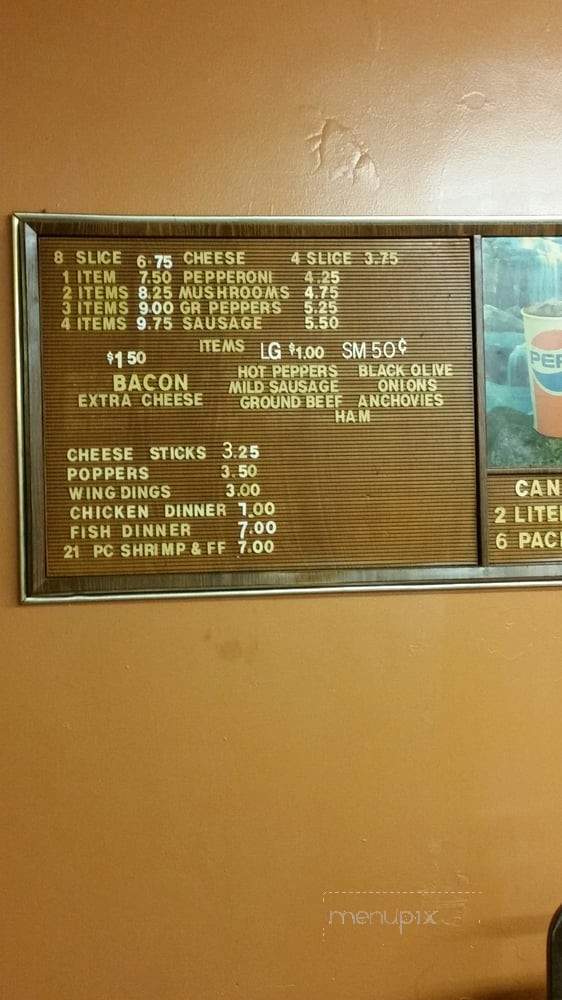 8 SLICE 6.75 CHEESE 4 SLICE 3.75
1 ITEM 7.50 PEPPERONI 4.25
2 ITEMS 8.25 MUSHROOMS 4.75
3 ITEMS 9.00 GR PEPPERS 5.25
4 ITEMS 9.75 SAUSAGE 5.50
ITEMS LG $1.00 SM 50¢
$1 50
HOT PEPPERS BLACK OLIVE
BACON MILD SAUSAGE ONIONS
EXTRA CHEESE GROUND BEEF ANCHOVIES
HAM
CHEESE STICKS 3.25
POPPERS 3.50
WING DINGS 3.00
CHICKEN DINNER 7.00
FISH DINNER 7.00
21 PC SHRIMP & FF 7.00
PEP
CAN
2 LITE
6 PAC
menupix